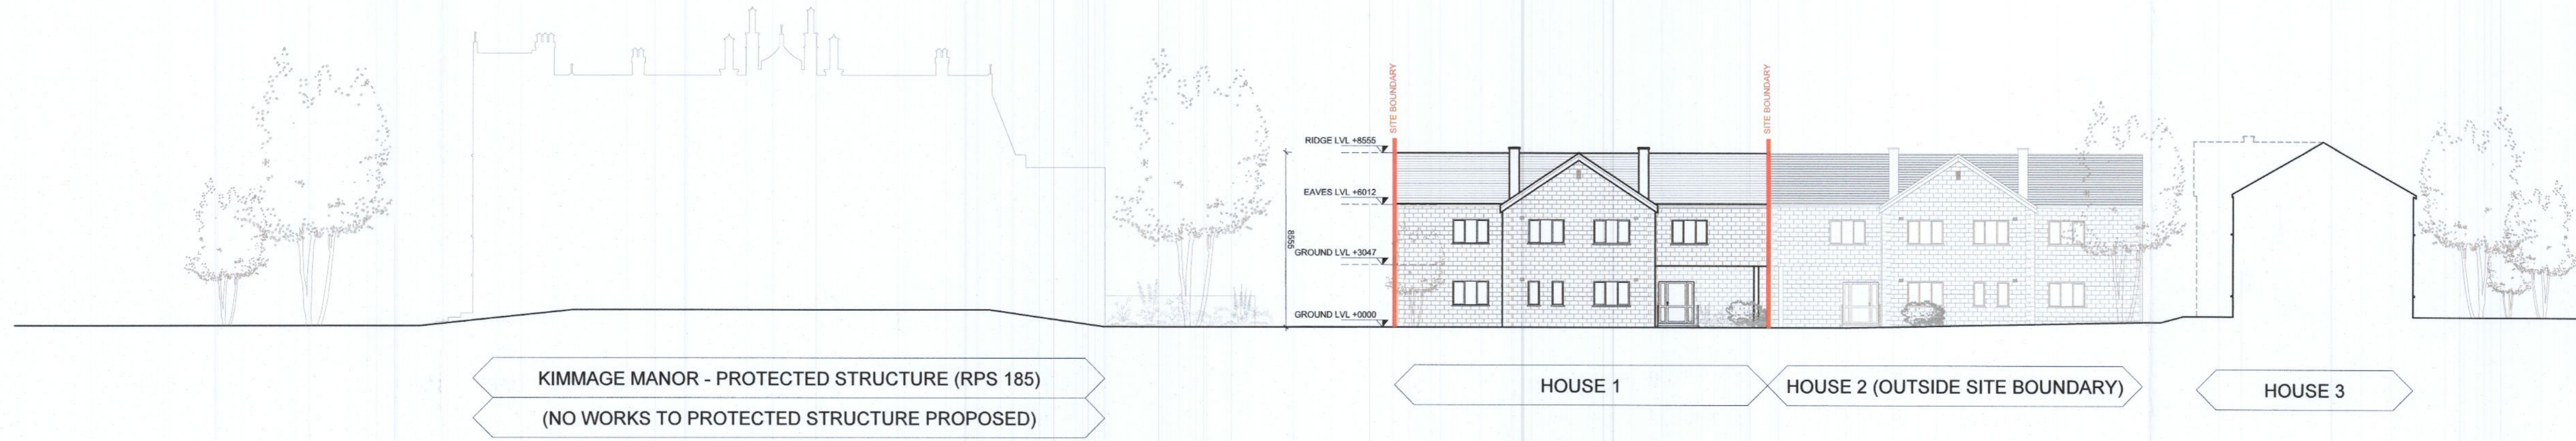 SITE BOUNDARY
SITE BOUNDARY
RIDGE LVL +8555
EAVES LVL +6012
8555
GROUND LVL +3047
GROUND LVL +0000
KIMMAGE MANOR - PROTECTED STRUCTURE (RPS 185)
(NO WORKS TO PROTECTED STRUCTURE PROPOSED)
HOUSE 1
HOUSE 2 (OUTSIDE SITE BOUNDARY)
HOUSE 3